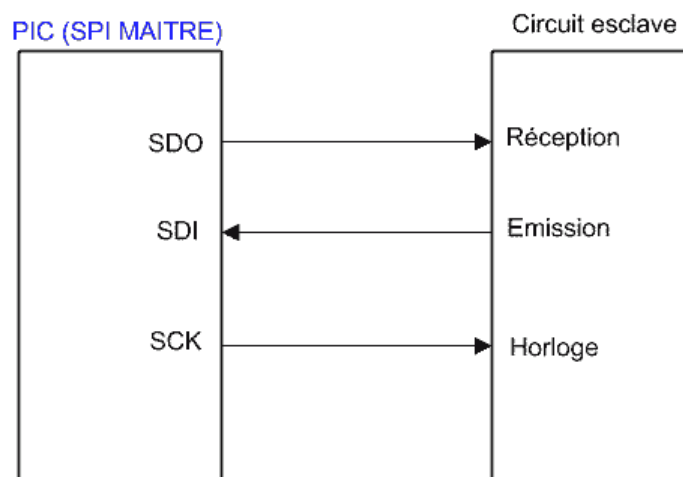 PIC (SPI MAITRE)
Circuit esclave
SDO
Réception
SDI
Emission
SCK
Horloge